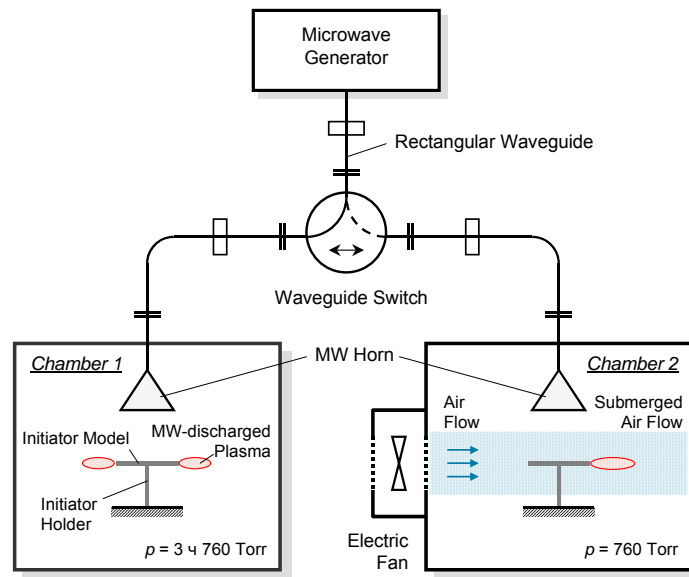 Microwave
Generator
Rectangular Waveguide
Waveguide Switch
Chamber 1
MW Horn
Chamber 2
Initiator Model
MW-discharged
Plasma
Initiator
Holder
p = 3 ч 760 Torr
Air
Flow
Submerged
Air Flow
Electric
Fan
p = 760 Torr